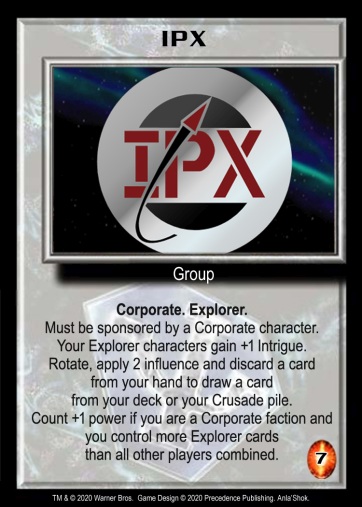 IPX
IPX
Group
Corporate. Explorer.
Must be sponsored by a Corporate character.
Your Explorer characters gain +1 Intrigue.
Rotate, apply 2 influence and discard a card
from your hand to draw a card
from your deck or your Crusade pile.
Count +1 power if you are a Corporate faction and
you control more Explorer cards
than all other players combined.
7
TM & © 2020 Warner Bros. Game Design © 2020 Precedence Publishing. Anla'Shok.